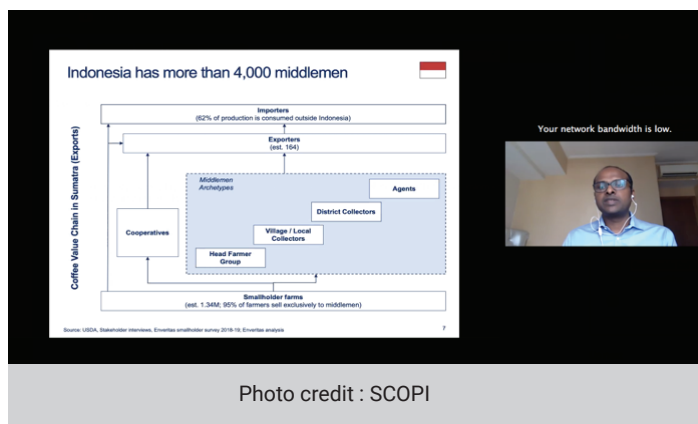 Indonesia has more than 4,000 middlemen
Coffee Value Chain in Sumatra (Exports)
Importers
(62% of production is consumed outside Indonesia)
Exporters
(est. 164)
Middlemen
Archetypes
Agents
District Collectors
Cooperatives
Village / Local
Collectors
Head Farmer
Group
Smallholder farms
(est. 1.34M; 95% of farmers sell exclusively to middlemen)
Source: USDA, Stakeholder interviews, Enveritas smallholder survey 2018-19; Enveritas analysis
7
Your network bandwidth is low.
Photo credit : SCOPI